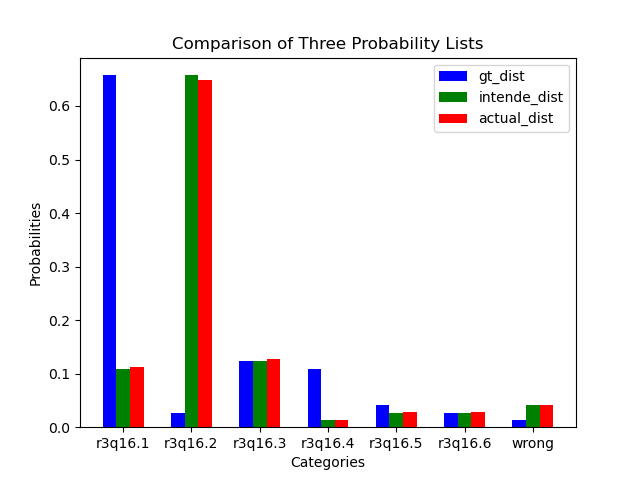 Comparison of Three Probability Lists
gt_dist
intende_dist
actual_dist
Probabilities
0.6
0.5
0.4
0.3
0.2
0.1
0.0
r3q16.1 r3q16.2 r3q16.3 r3q16.4 r3q16.5 r3q16.6 wrong
Categories